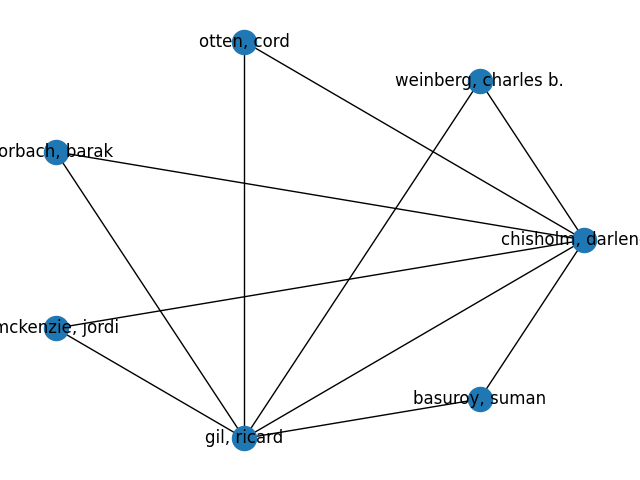 otten, cord
weinberg, charles b.
orbach, barak
chisholm, darlen
mckenzie, jordi
basuroy, suman
gil, ricard